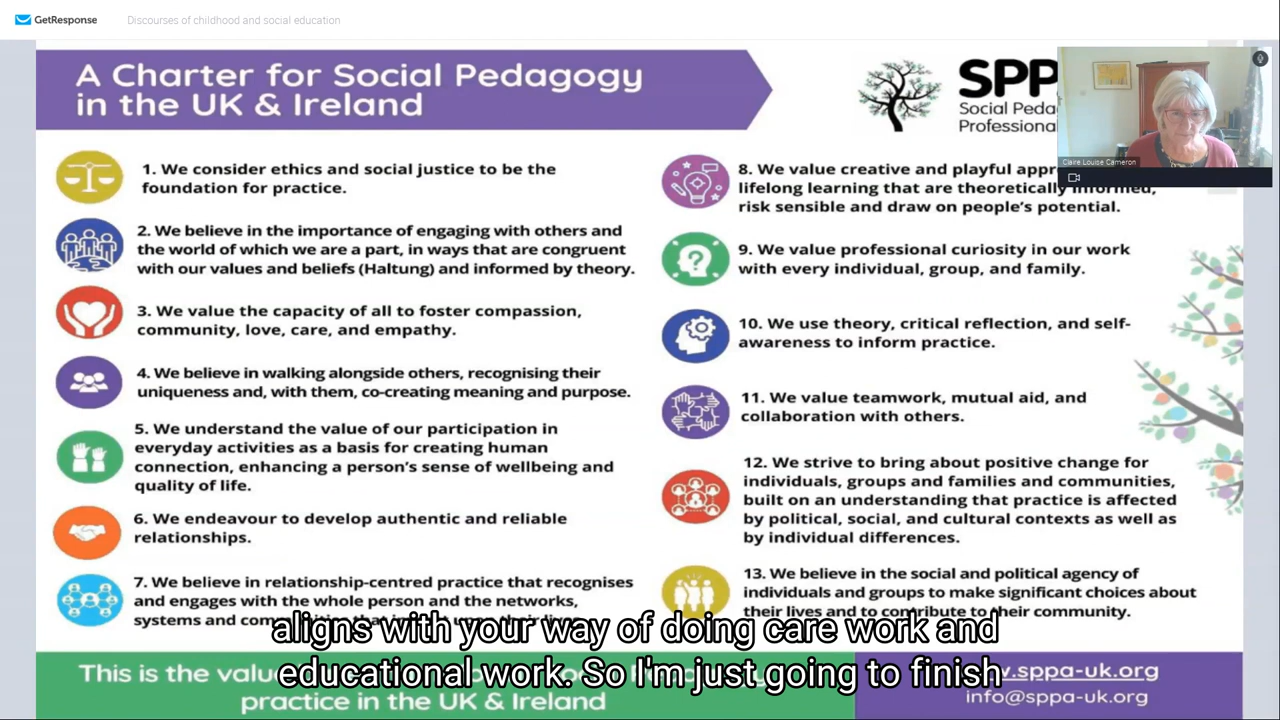 GetResponse
Discourses of childhood and social education
A Charter for Social Pedagogy
in the UK & Ireland
SPP
Social Peda
Professional
Claire Louise Cameron
1. We consider ethics and social justice to be the
foundation for practice.
2. We believe in the importance of engaging with others and
the world of which we are a part, in ways that are congruent
with our values and beliefs (Haltung) and informed by theory.
3. We value the capacity of all to foster compassion,
community, love, care, and empathy.
4. We believe in walking alongside others, recognising their
uniqueness and, with them, co-creating meaning and purpose.
5. We understand the value of our participation in
everyday activities as a basis for creating human
connection, enhancing a person's sense of wellbeing and
quality of life.
6. We endeavour to develop authentic and reliable
relationships.
7. We believe in relationship-centred practice that recognises
and engages with the whole person and the networks,
systems and
8. We value creative and playful
lifelong learning that are theoretically informed,
risk sensible and draw on people's potential.
9. We value professional curiosity in our work
with every individual, group, and family.
10. We use theory, critical reflection, and self-
awareness to inform practice.
11. We value teamwork, mutual aid, and
collaboration with others.
12. We strive to bring about positive change for
individuals, groups and families and communities,
built on an understanding that practice is affected
by political, social, and cultural contexts as well as
by individual differences.
13. We believe in the social and political agency of
individuals and groups to make significant choices about
their lives and to contribute to their community.
aligns with your way of doing care work and
educational work. So I'm just going to finish
This is the
practice in the UK & Ireland
.sppa-uk.org
info@sppa-uk.org